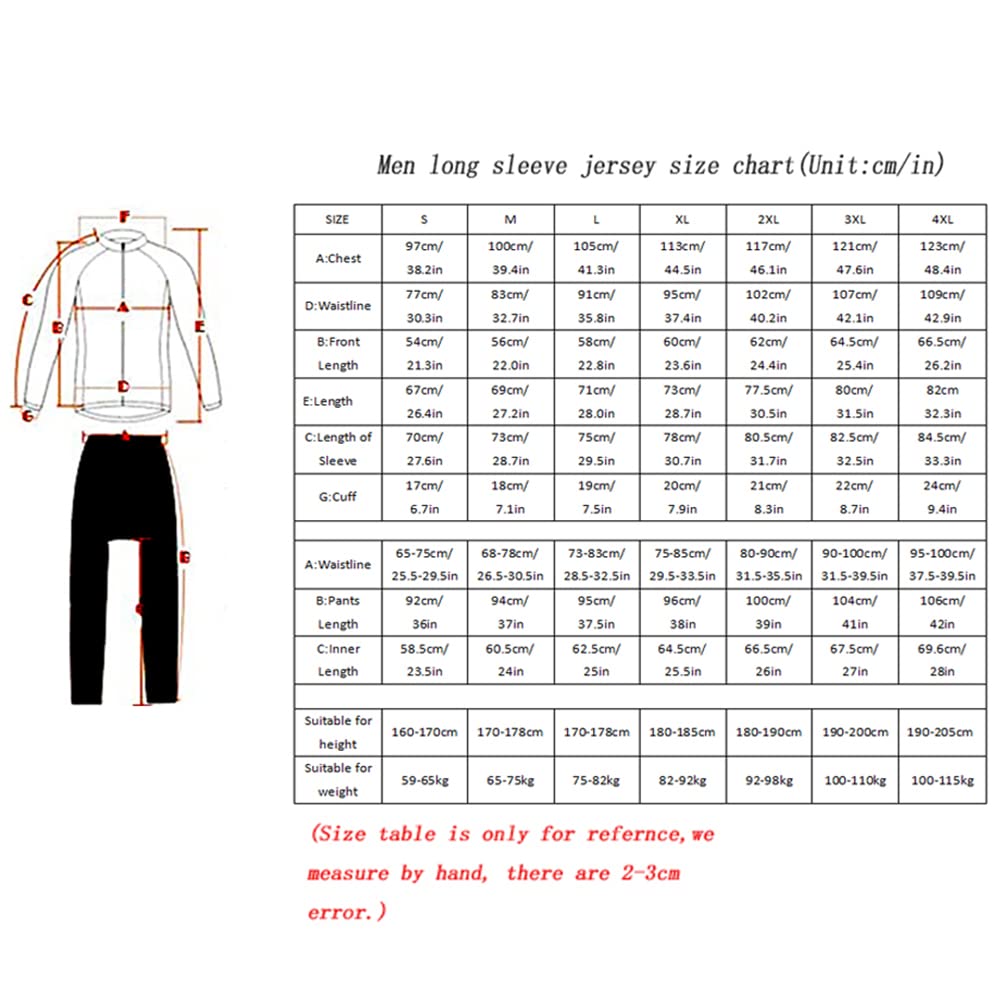 Men long sleeve jersey size chart(Unit:cm/in)
SIZE S M L XL 2XL 3XL 4XL
A:Chest 97cm/ 100cm/ 105cm/ 113cm/ 117cm/ 121cm/ 123cm/
38.2in 39.4in 41.3in 44.5in 46.1in 47.6in 48.4in
D:Waistline 77cm/ 83cm/ 91cm/ 95cm/ 102cm/ 107cm/ 109cm/
30.3in 32.7in 35.8in 37.4in 40.2in 42.1in 42.9in
B:Front 54cm/ 56cm/ 58cm/ 60cm/ 62cm/ 64.5cm/ 66.5cm/
Length 21.3in 22.0in 22.8in 23.6in 24.4in 25.4in 26.2in
E:Length 67cm/ 69cm/ 71cm/ 73cm/ 77.5cm/ 80cm/ 82cm
26.4in 27.2in 28.0in 28.7in 30.5in 31.5in 32.3in
C:Length of 70cm/ 73cm/ 75cm/ 78cm/ 80.5cm/ 82.5cm/ 84.5cm/
Sleeve 27.6in 28.7in 29.5in 30.7in 31.7in 32.5in 33.3in
G:Cuff 17cm/ 18cm/ 19cm/ 20cm/ 21cm/ 22cm/ 24cm/
6.7in 7.1in 7.5in 7.9in 8.3in 8.7in 9.4in
A:Waistline 65-75cm/ 68-78cm/ 73-83cm/ 75-85cm/ 80-90cm/ 90-100cm/ 95-100cm/
25.5-29.5in 26.5-30.5in 28.5-32.5in 29.5-33.5in 31.5-35.5in 31.5-39.5in 37.5-39.5in
B:Pants 92cm/ 94cm/ 95cm/ 96cm/ 100cm/ 104cm/ 106cm/
Length 36in 37in 37.5in 38in 39in 41in 42in
C:Inner 58.5cm/ 60.5cm/ 62.5cm/ 64.5cm/ 66.5cm/ 67.5cm/ 69.6cm/
Length 23.5in 24in 25in 25.5in 26in 27in 28in
Suitable for
height 160-170cm 170-178cm 170-178cm 180-185cm 180-190cm 190-200cm 190-205cm
Suitable for
weight 59-65kg 65-75kg 75-82kg 82-92kg 92-98kg 100-110kg 100-115kg
(Size table is only for refernce,we
measure by hand, there are 2-3cm
error.)
F
C
B
A
E
D
G
A
B